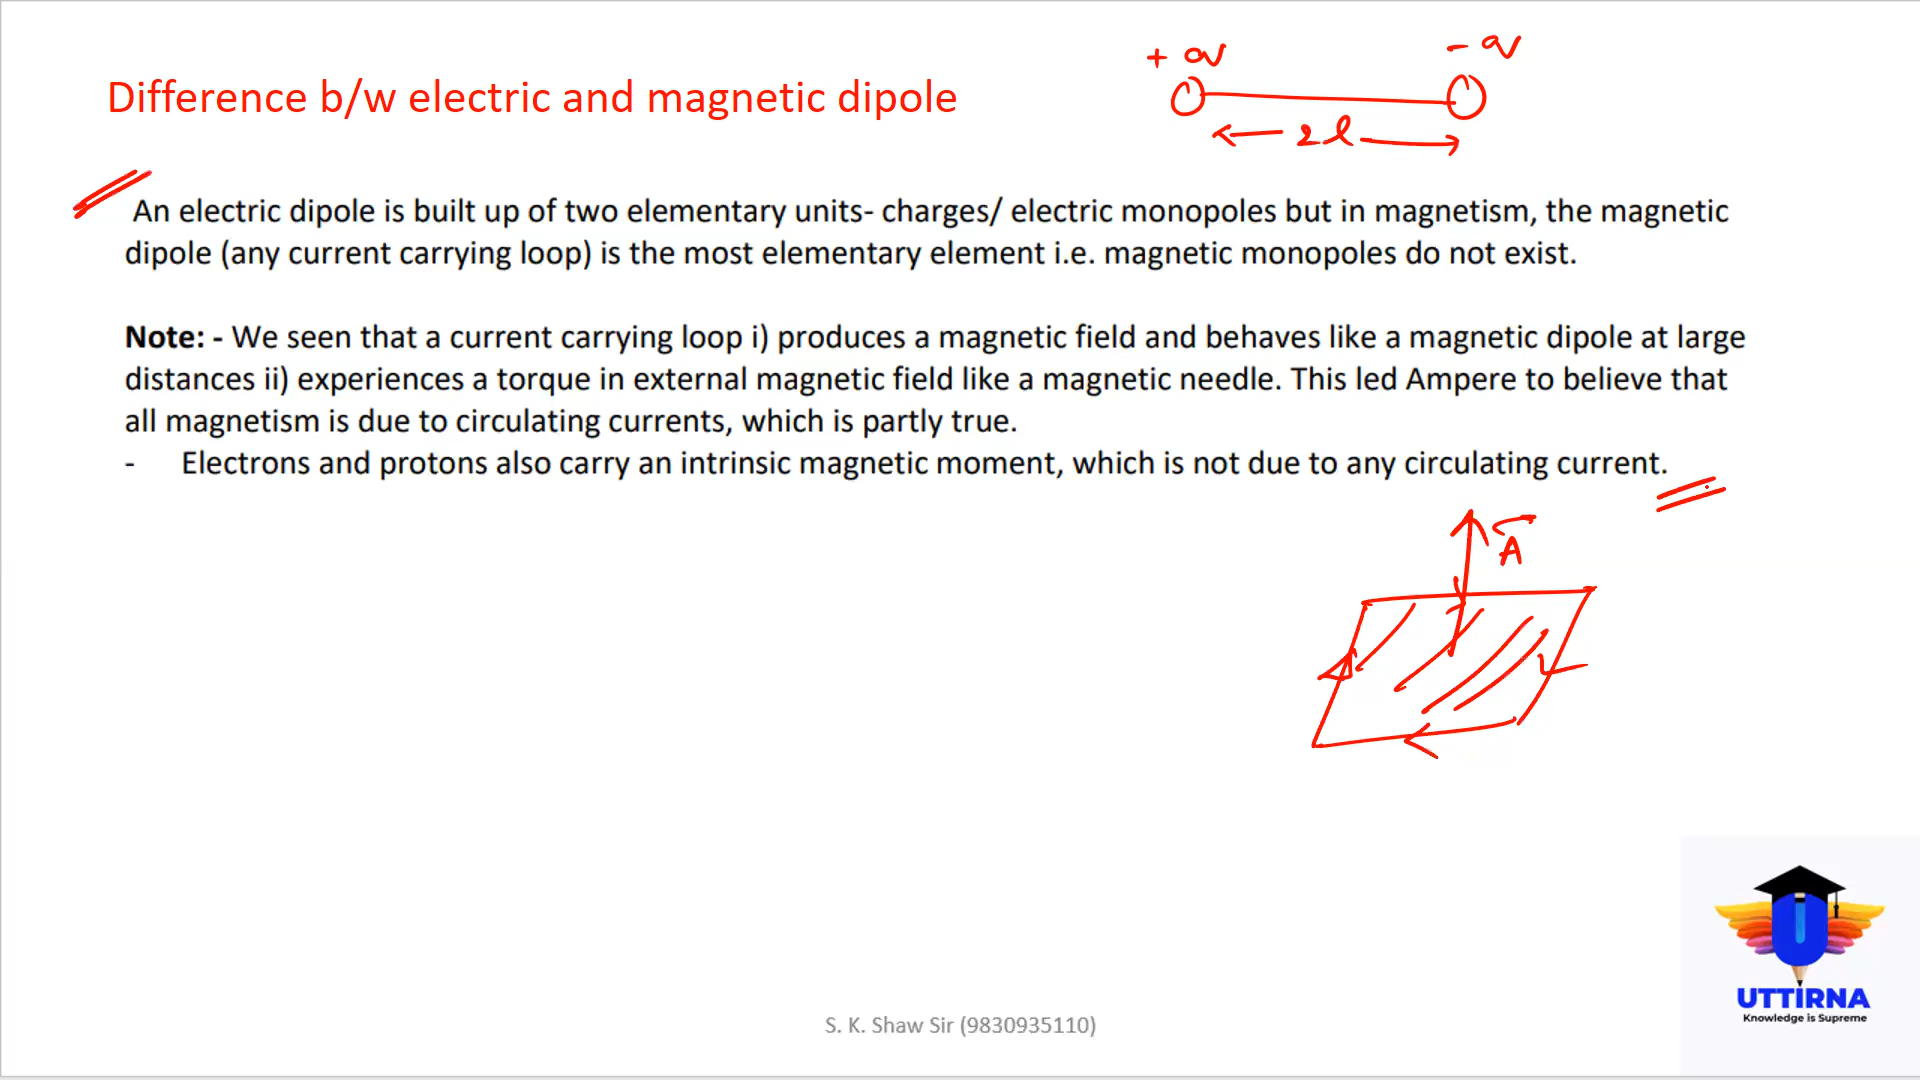 + q
- q
Difference b/w electric and magnetic dipole
2l
An electric dipole is built up of two elementary units- charges/ electric monopoles but in magnetism, the magnetic
dipole (any current carrying loop) is the most elementary element i.e. magnetic monopoles do not exist.
Note: - We seen that a current carrying loop i) produces a magnetic field and behaves like a magnetic dipole at large
distances ii) experiences a torque in external magnetic field like a magnetic needle. This led Ampere to believe that
all magnetism is due to circulating currents, which is partly true.
- Electrons and protons also carry an intrinsic magnetic moment, which is not due to any circulating current.
A
UTTIRNA
Knowledge is Supreme
S. K. Shaw Sir (9830935110)